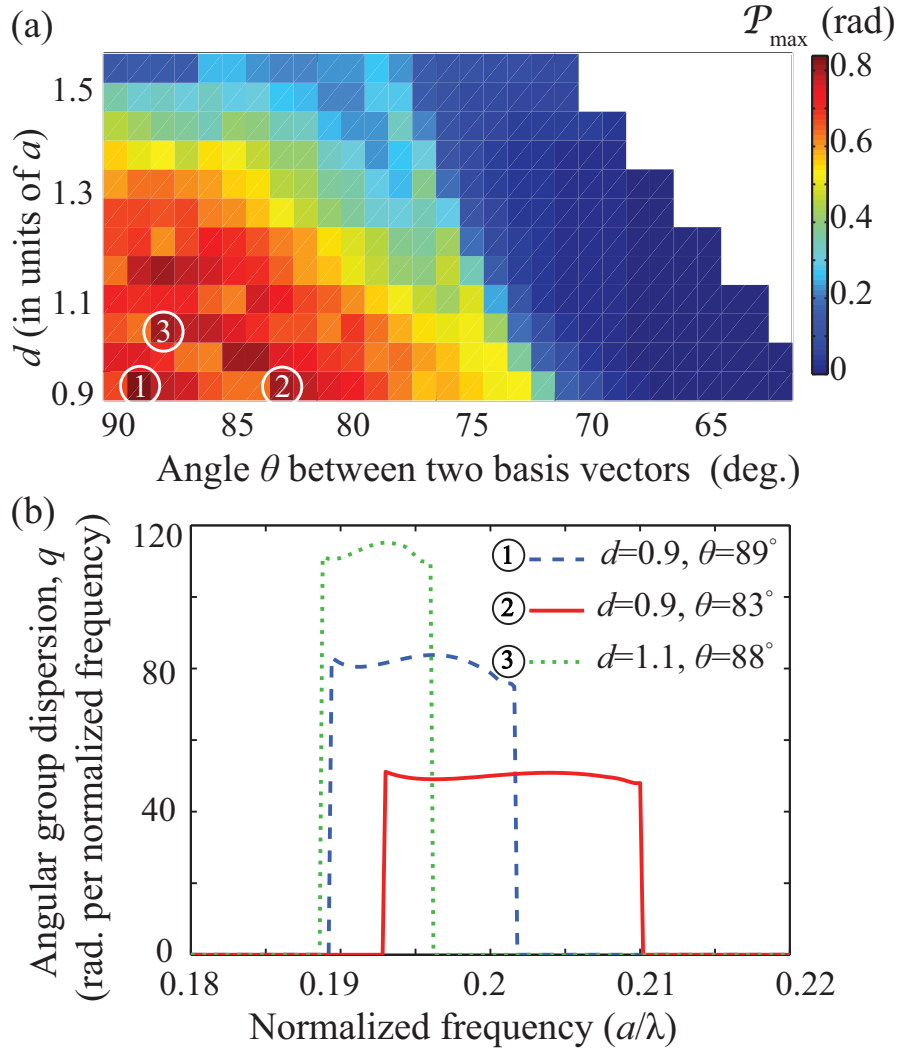 (a)
𝒫max (rad)
d (in units of a)
1.5
1.3
1.1
0.9
0.8
0.6
0.4
0.2
0
3
1
2
90 85 80 75 70 65
Angle θ between two basis vectors (deg.)
(b)
Angular group dispersion, q
(rad. per normalized frequency)
120
80
40
0
1 d=0.9, θ=89°
2 d=0.9, θ=83°
3 d=1.1, θ=88°
0.18 0.19 0.2 0.21 0.22
Normalized frequency (a/λ)